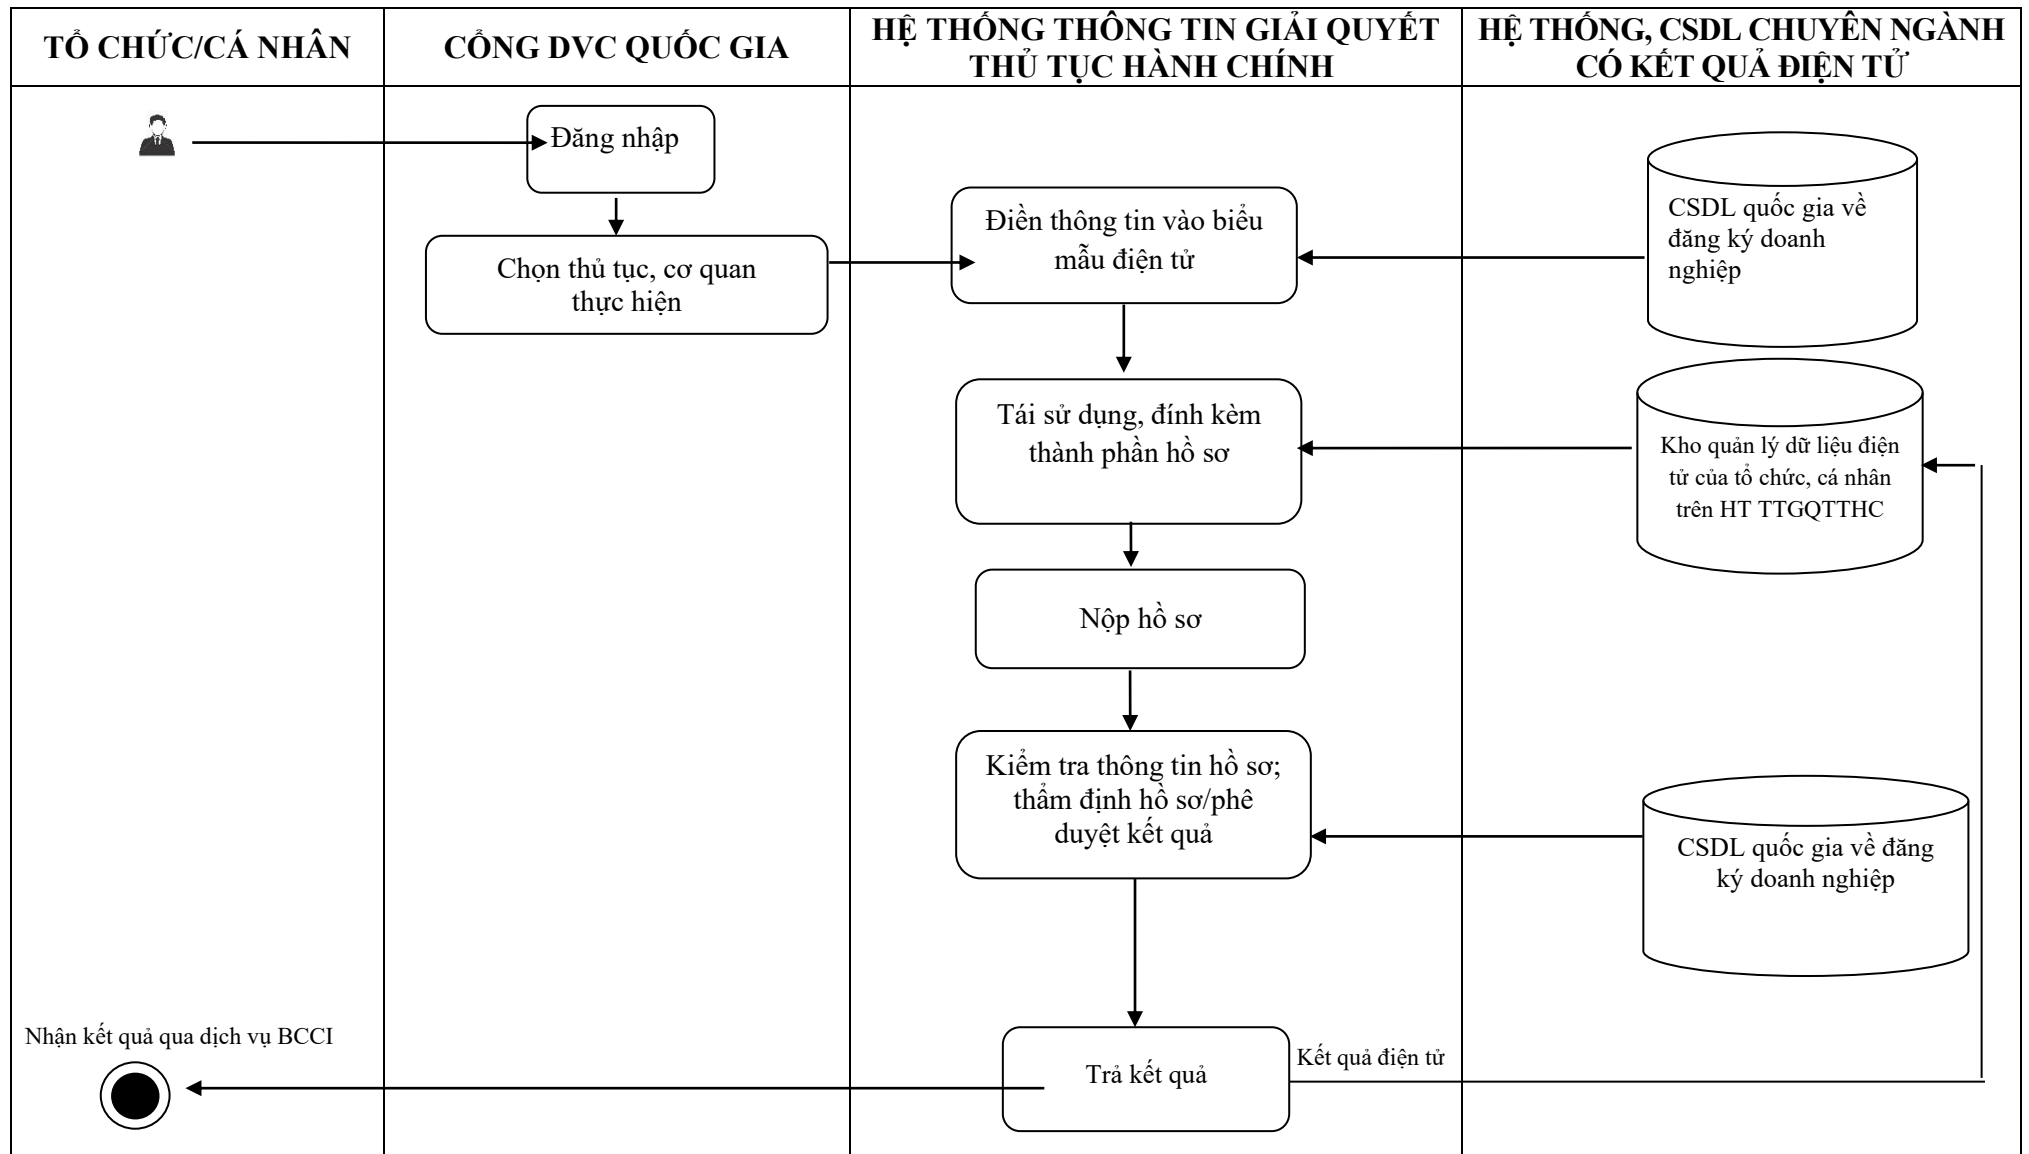 TỔ CHỨC/CÁ NHÂN
CỔNG DVC QUỐC GIA
HỆ THỐNG THÔNG TIN GIẢI QUYẾT
THỦ TỤC HÀNH CHÍNH
HỆ THỐNG, CSDL CHUYÊN NGÀNH
CÓ KẾT QUẢ ĐIỆN TỬ
Đăng nhập
Chọn thủ tục, cơ quan
thực hiện
Điền thông tin vào biểu
mẫu điện tử
CSDL quốc gia về
đăng ký doanh
nghiệp
Tái sử dụng, đính kèm
thành phần hồ sơ
Kho quản lý dữ liệu điện
tử của tổ chức, cá nhân
trên HT TTGQTTHC
Nộp hồ sơ
Kiểm tra thông tin hồ sơ;
thẩm định hồ sơ/phê
duyệt kết quả
CSDL quốc gia về đăng
ký doanh nghiệp
Nhận kết quả qua dịch vụ BCCI
Trả kết quả
Kết quả điện tử